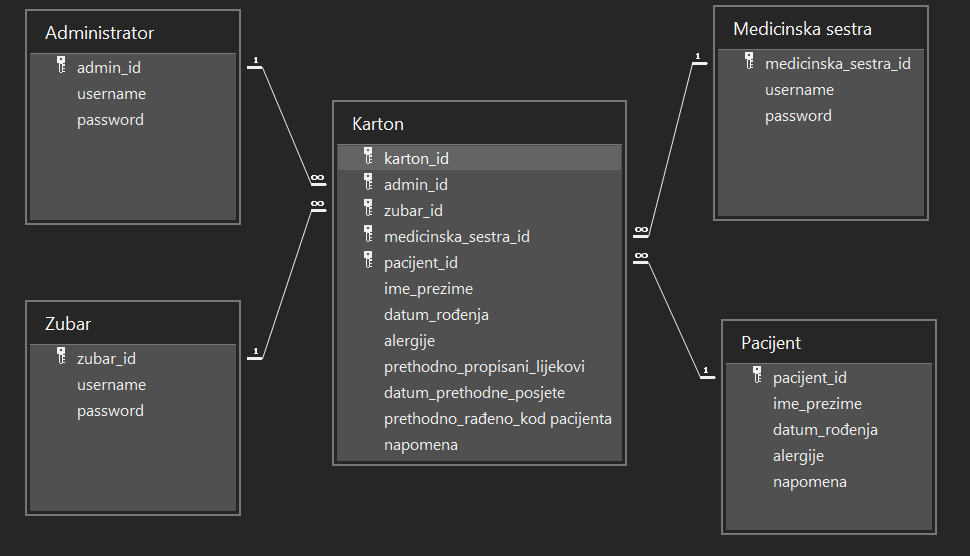 Administrator
admin_id
username
password
Medicinska sestra
medicinska_sestra_id
username
password
Karton
karton_id
admin_id
zubar_id
medicinska_sestra_id
pacijent_id
ime_prezime
datum_rođenja
alergije
prethodno_propisani_lijekovi
datum_prethodne_posjete
prethodno_rađeno_kod pacijenta
napomena
Zubar
zubar_id
username
password
Pacijent
pacijent_id
ime_prezime
datum_rođenja
alergije
napomena
1
∞
1
∞
1
∞
1
∞